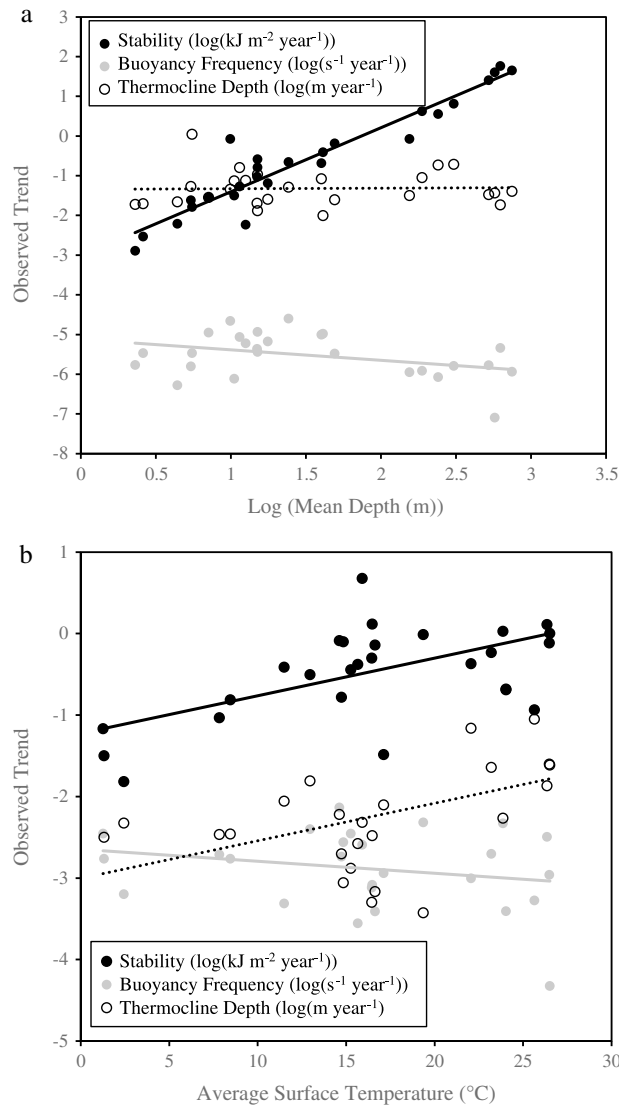 a
3
2
1
0
-1
-2
-3
-4
-5
-6
-7
-8
Observed Trend
Stability (log(kJ m⁻² year⁻¹))
Buoyancy Frequency (log(s⁻¹ year⁻¹))
Thermocline Depth (log(m year⁻¹)
0 0.5 1 1.5 2 2.5 3 3.5
Log (Mean Depth (m))
b
1
0
-1
-2
-3
-4
-5
Observed Trend
Stability (log(kJ m⁻² year⁻¹))
Buoyancy Frequency (log(s⁻¹ year⁻¹))
Thermocline Depth (log(m year⁻¹)
0 5 10 15 20 25 30
Average Surface Temperature (°C)